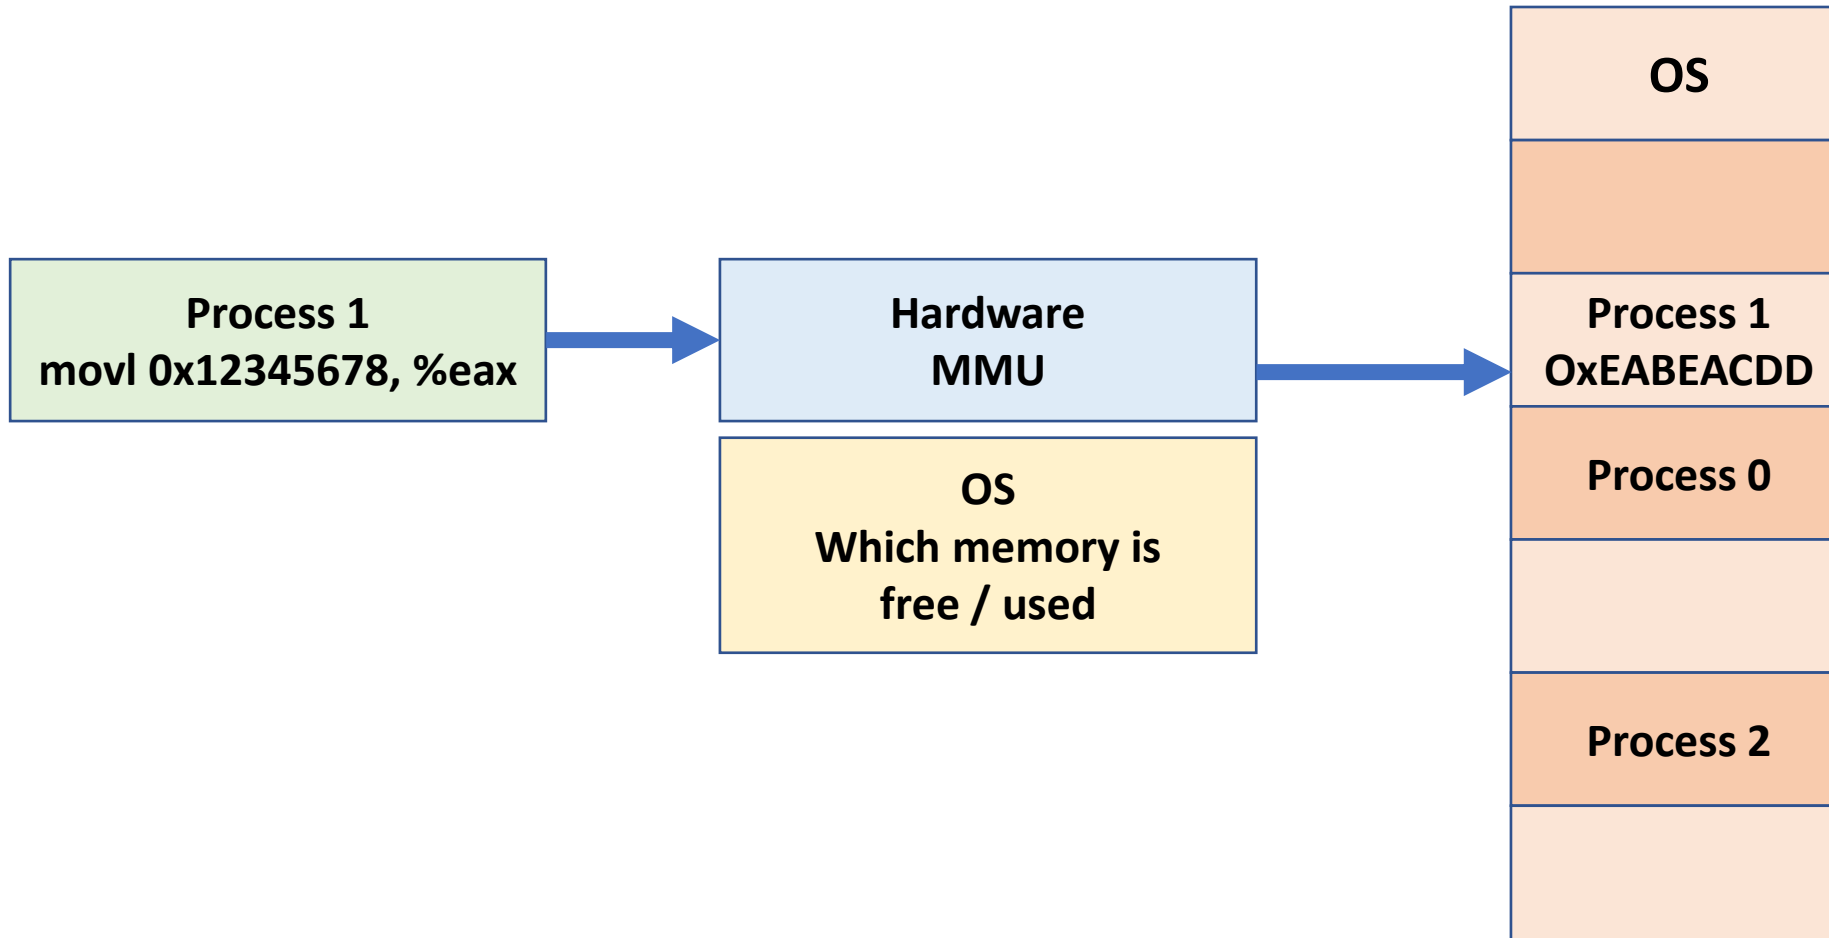 Process 1
movl 0x12345678, %eax
Hardware
MMU
OS
Which memory is
free / used
OS
Process 1
OxEABEACDD
Process 0
Process 2